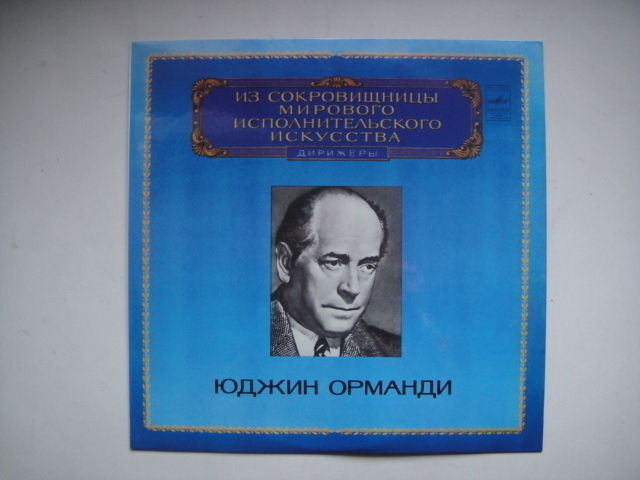 ИЗ СОКРОВИЩНИЦЫ
МИРОВОГО
ИСПОЛНИТЕЛЬСКОГО
ИСКУССТВА
ДИРИЖЕРЫ
ЮДЖИН ОРМАНДИ